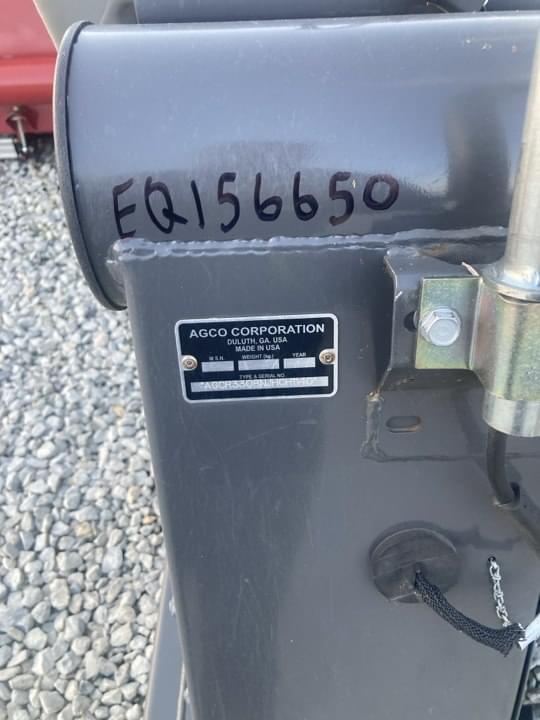 EQ156650
AGCO CORPORATION
DULUTH, GA. USA
MADE IN USA
M S.N. WEIGHT (kg.) YEAR
TYPE & SERIAL NO.